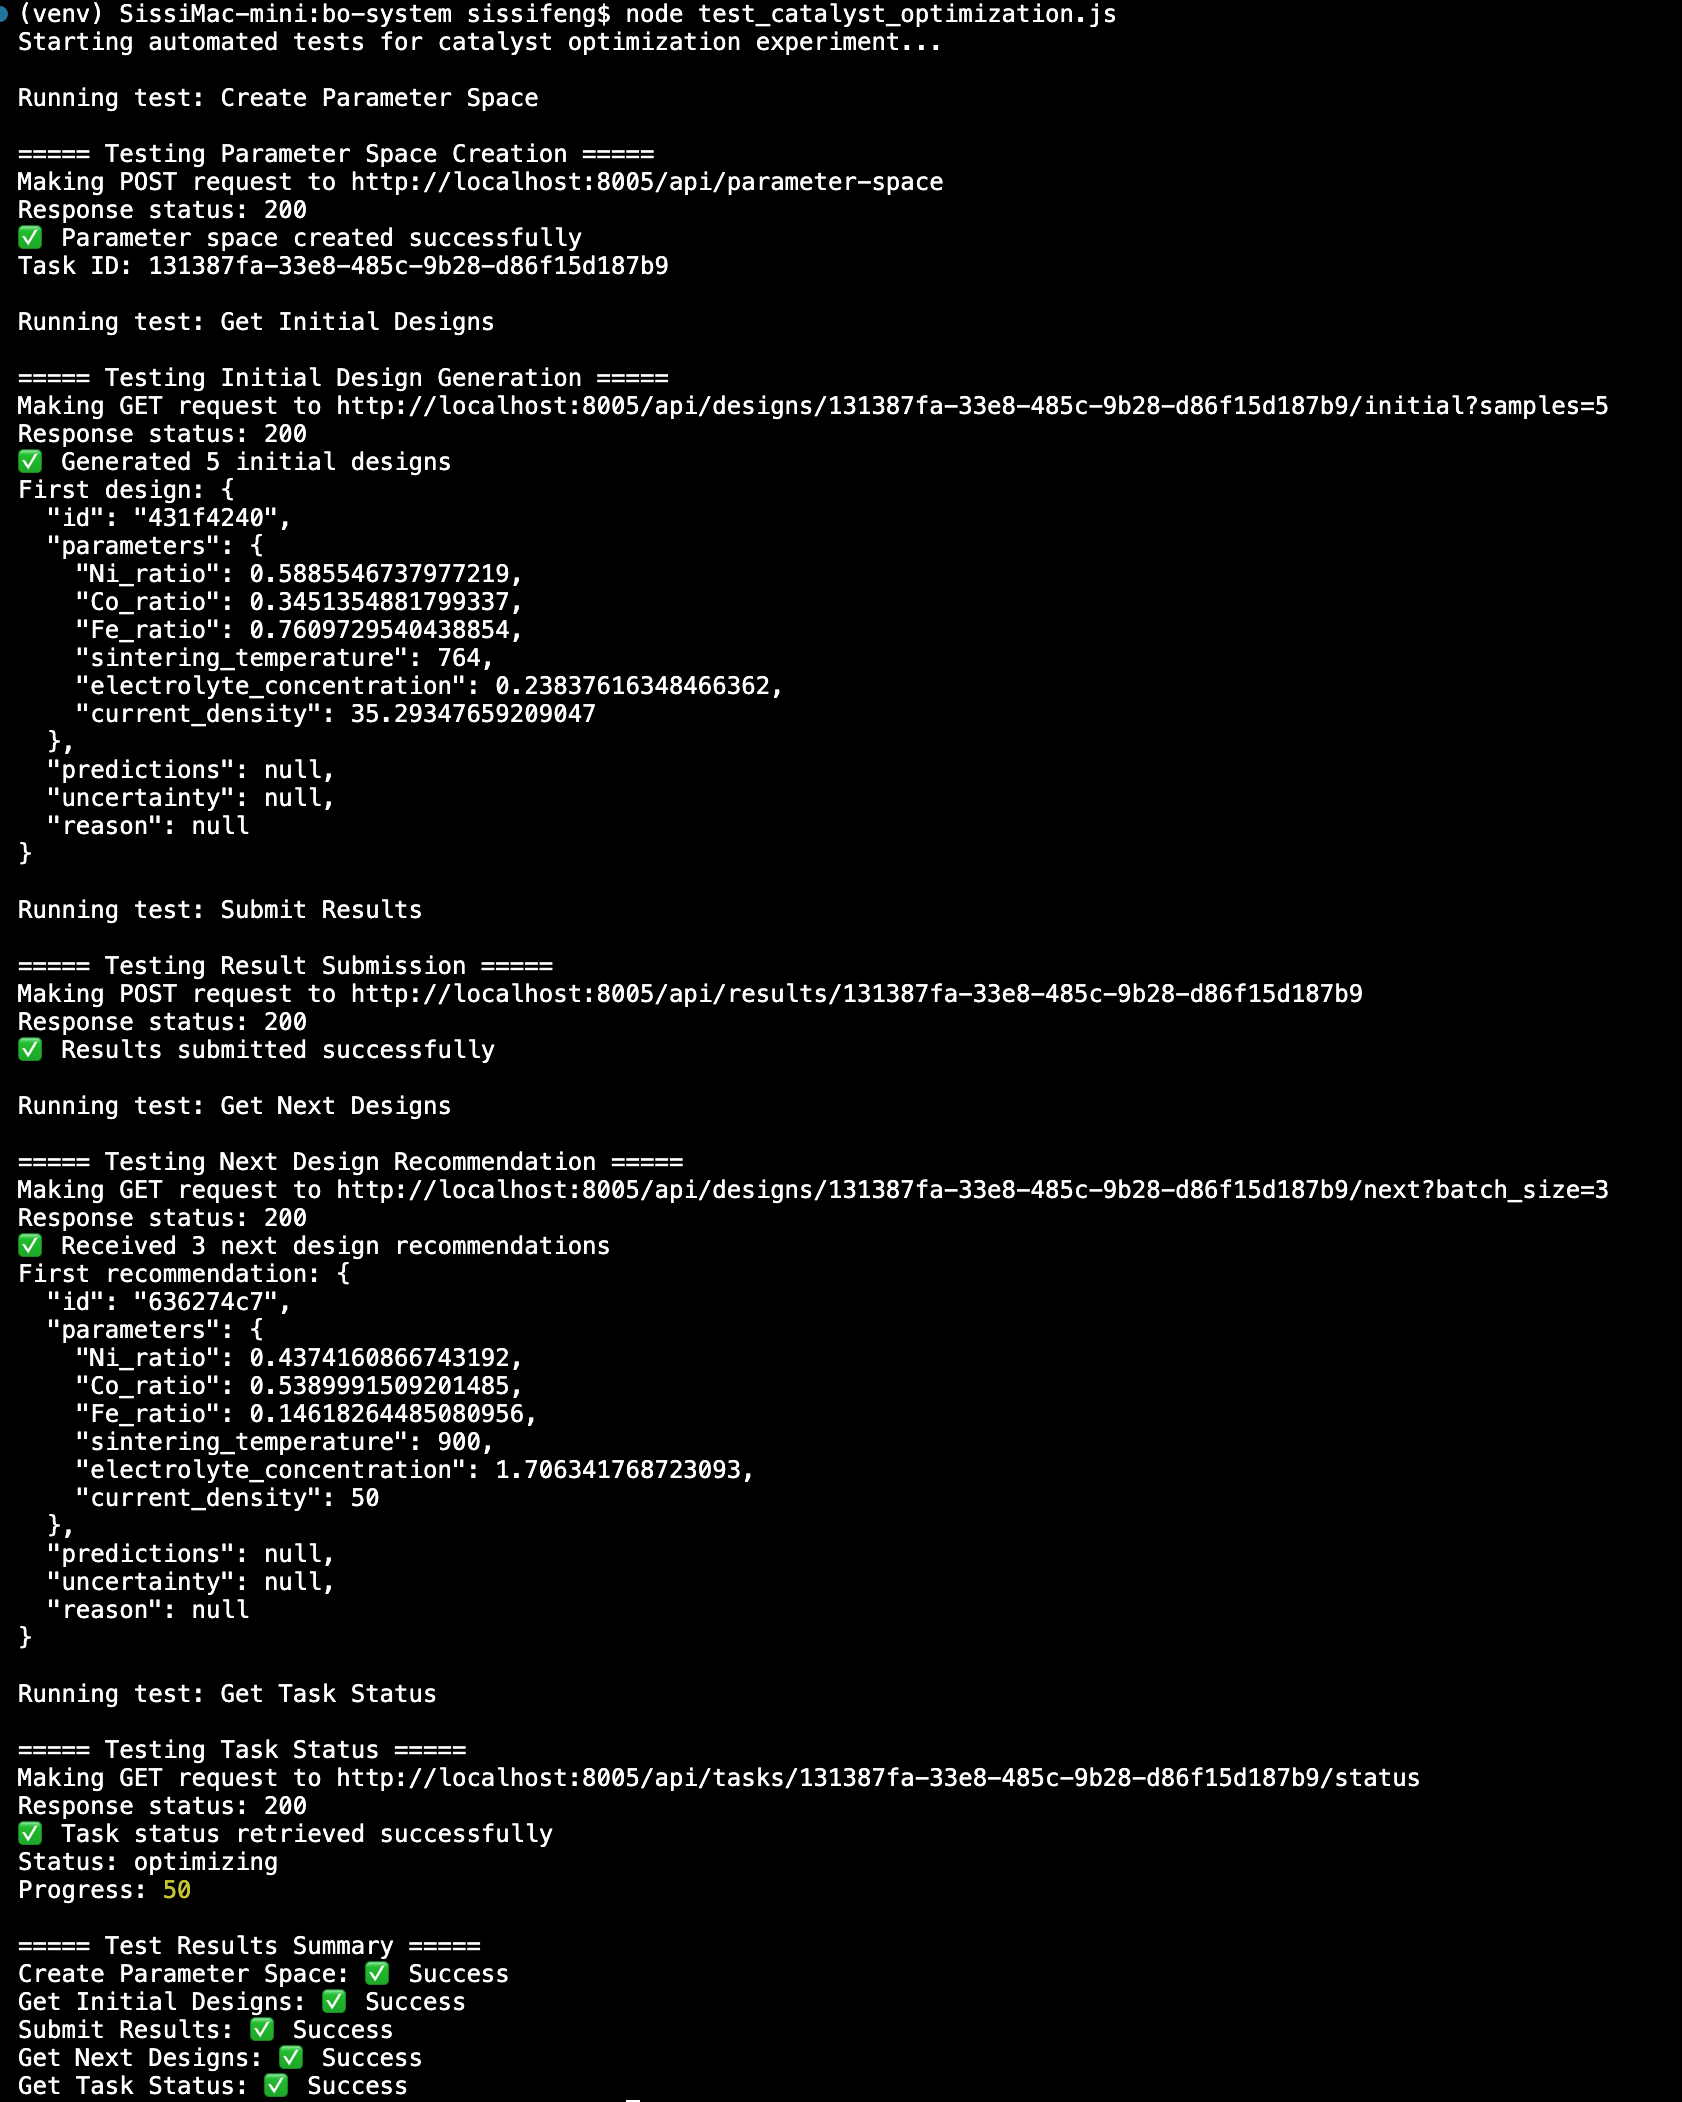 (venv) SissiMac-mini:bo-system sissifeng$ node test_catalyst_optimization.js
Starting automated tests for catalyst optimization experiment...
Running test: Create Parameter Space
===== Testing Parameter Space Creation =====
Making POST request to http://localhost:8005/api/parameter-space
Response status: 200
✅ Parameter space created successfully
Task ID: 131387fa-33e8-485c-9b28-d86f15d187b9
Running test: Get Initial Designs
===== Testing Initial Design Generation =====
Making GET request to http://localhost:8005/api/designs/131387fa-33e8-485c-9b28-d86f15d187b9/initial?samples=5
Response status: 200
✅ Generated 5 initial designs
First design: {
  "id": "431f4240",
  "parameters": {
    "Ni_ratio": 0.5885546737977219,
    "Co_ratio": 0.3451354881799337,
    "Fe_ratio": 0.7609729540438854,
    "sintering_temperature": 764,
    "electrolyte_concentration": 0.23837616348466362,
    "current_density": 35.29347659209047
  },
  "predictions": null,
  "uncertainty": null,
  "reason": null
}
Running test: Submit Results
===== Testing Result Submission =====
Making POST request to http://localhost:8005/api/results/131387fa-33e8-485c-9b28-d86f15d187b9
Response status: 200
✅ Results submitted successfully
Running test: Get Next Designs
===== Testing Next Design Recommendation =====
Making GET request to http://localhost:8005/api/designs/131387fa-33e8-485c-9b28-d86f15d187b9/next?batch_size=3
Response status: 200
✅ Received 3 next design recommendations
First recommendation: {
  "id": "636274c7",
  "parameters": {
    "Ni_ratio": 0.4374160866743192,
    "Co_ratio": 0.5389991509201485,
    "Fe_ratio": 0.14618264485080956,
    "sintering_temperature": 900,
    "electrolyte_concentration": 1.706341768723093,
    "current_density": 50
  },
  "predictions": null,
  "uncertainty": null,
  "reason": null
}
Running test: Get Task Status
===== Testing Task Status =====
Making GET request to http://localhost:8005/api/tasks/131387fa-33e8-485c-9b28-d86f15d187b9/status
Response status: 200
✅ Task status retrieved successfully
Status: optimizing
Progress: 50
===== Test Results Summary =====
Create Parameter Space: ✅ Success
Get Initial Designs: ✅ Success
Submit Results: ✅ Success
Get Next Designs: ✅ Success
Get Task Status: ✅ Success